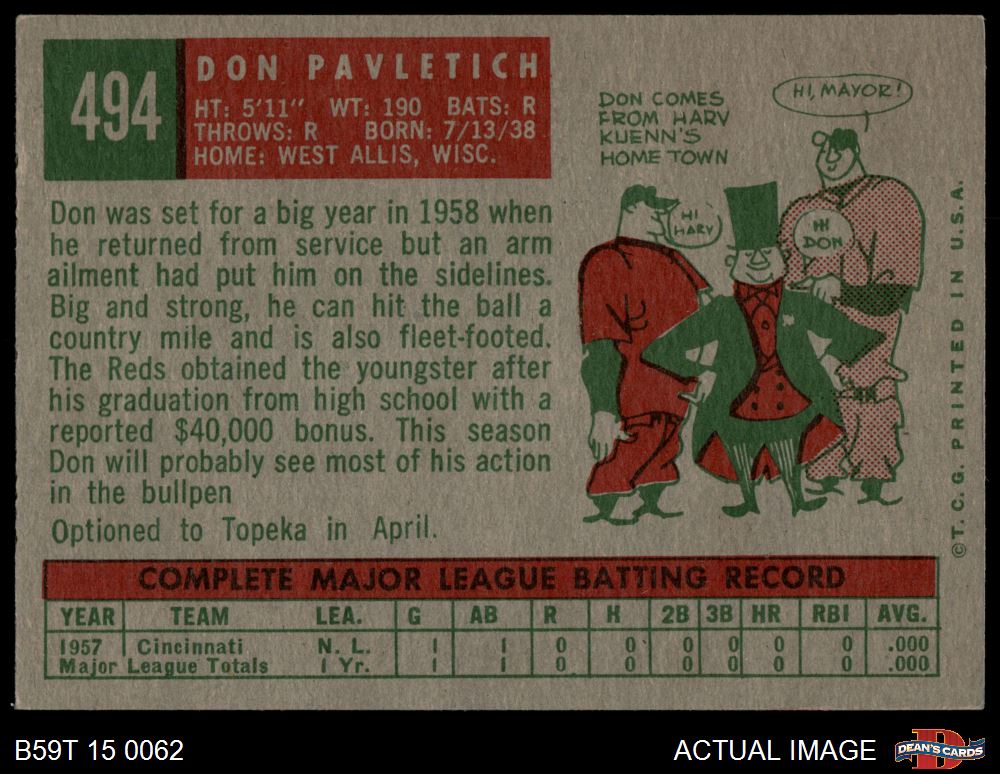 494
DON PAVLETICH
HT: 5'11" WT: 190 BATS: R
THROWS: R BORN: 7/13/38
HOME: WEST ALLIS, WISC.
Don was set for a big year in 1958 when
he returned from service but an arm
ailment had put him on the sidelines.
Big and strong, he can hit the ball a
country mile and is also fleet-footed.
The Reds obtained the youngster after
his graduation from high school with a
reported $40,000 bonus. This season
Don will probably see most of his action
in the bullpen
Optioned to Topeka in April.
DON COMES
FROM HARV
KUENN'S
HOME TOWN
HI, MAYOR!
HI
HARV
HI
DON
© T. C. G. PRINTED IN U.S.A.
COMPLETE MAJOR LEAGUE BATTING RECORD
YEAR TEAM LEA. G AB R H 2B 3B HR RBI AVG.
1957 Cincinnati N. L. 1 1 0 0 0 0 0 0 .000
Major League Totals 1 Yr. 1 1 0 0 0 0 0 0 .000
B59T 15 0062
ACTUAL IMAGE
D
DEAN'S CARDS